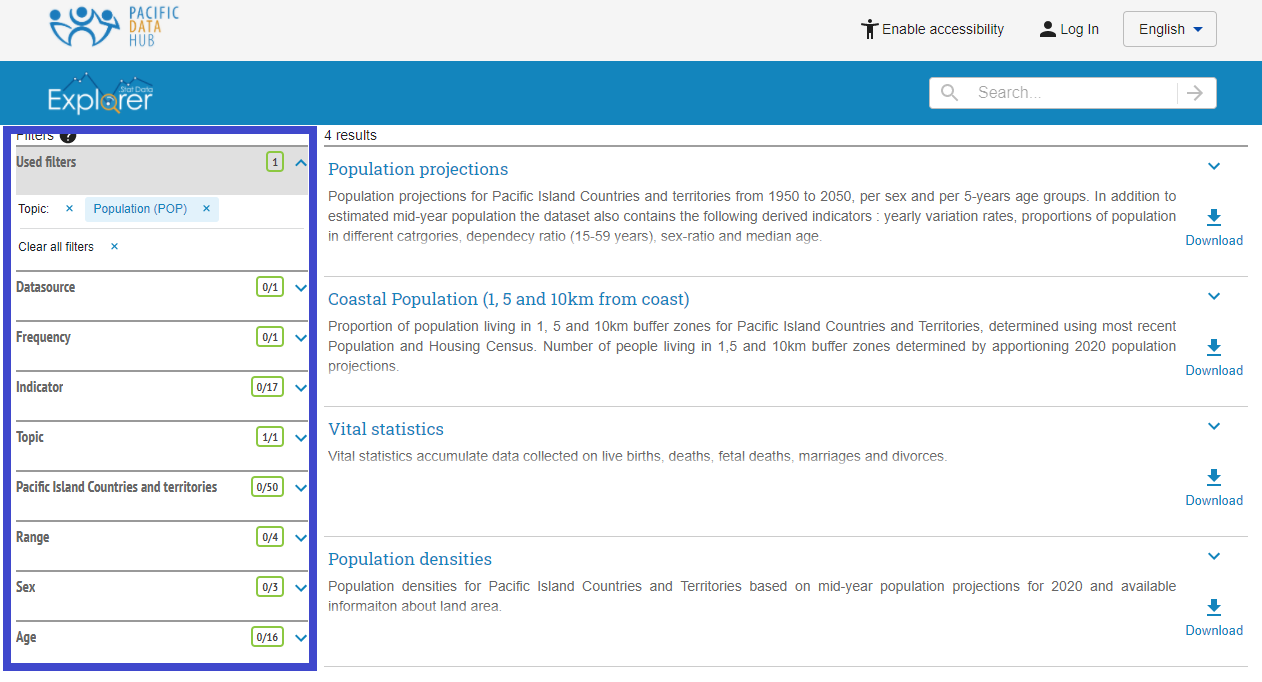 PACIFIC
DATA
HUB
Enable accessibility
Log In
English
Stat Data
Explorer
Search...
Filters ?
Used filters 1
Topic: × Population (POP) ×
Clear all filters ×
Datasource 0/1
Frequency 0/1
Indicator 0/17
Topic 1/1
Pacific Island Countries and territories 0/50
Range 0/4
Sex 0/3
Age 0/16
4 results
Population projections
Population projections for Pacific Island Countries and territories from 1950 to 2050, per sex and per 5-years age groups. In addition to
estimated mid-year population the dataset also contains the following derived indicators : yearly variation rates, proportions of population
in different catrgories, dependecy ratio (15-59 years), sex-ratio and median age.
Download
Coastal Population (1, 5 and 10km from coast)
Proportion of population living in 1, 5 and 10km buffer zones for Pacific Island Countries and Territories, determined using most recent
Population and Housing Census. Number of people living in 1,5 and 10km buffer zones determined by apportioning 2020 population
projections.
Download
Vital statistics
Vital statistics accumulate data collected on live births, deaths, fetal deaths, marriages and divorces.
Download
Population densities
Population densities for Pacific Island Countries and Territories based on mid-year population projections for 2020 and available
informaiton about land area.
Download